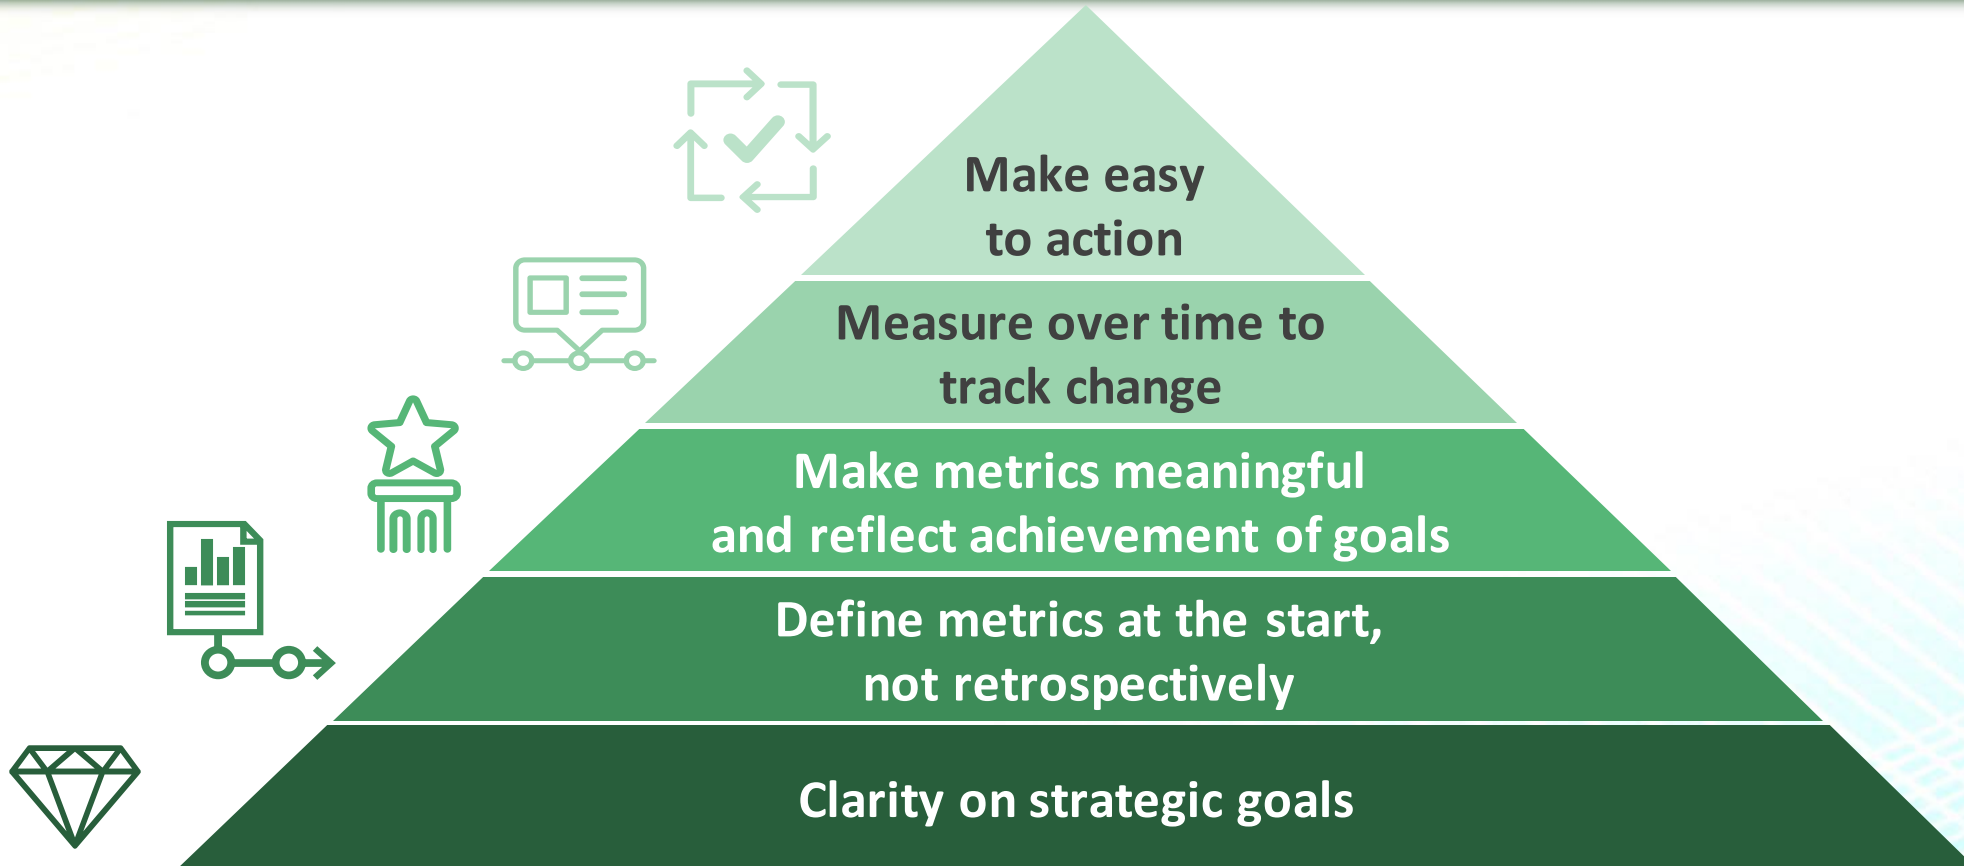 Make easy
to action
Measure over time to
track change
Make metrics meaningful
and reflect achievement of goals
Define metrics at the start,
not retrospectively
Clarity on strategic goals